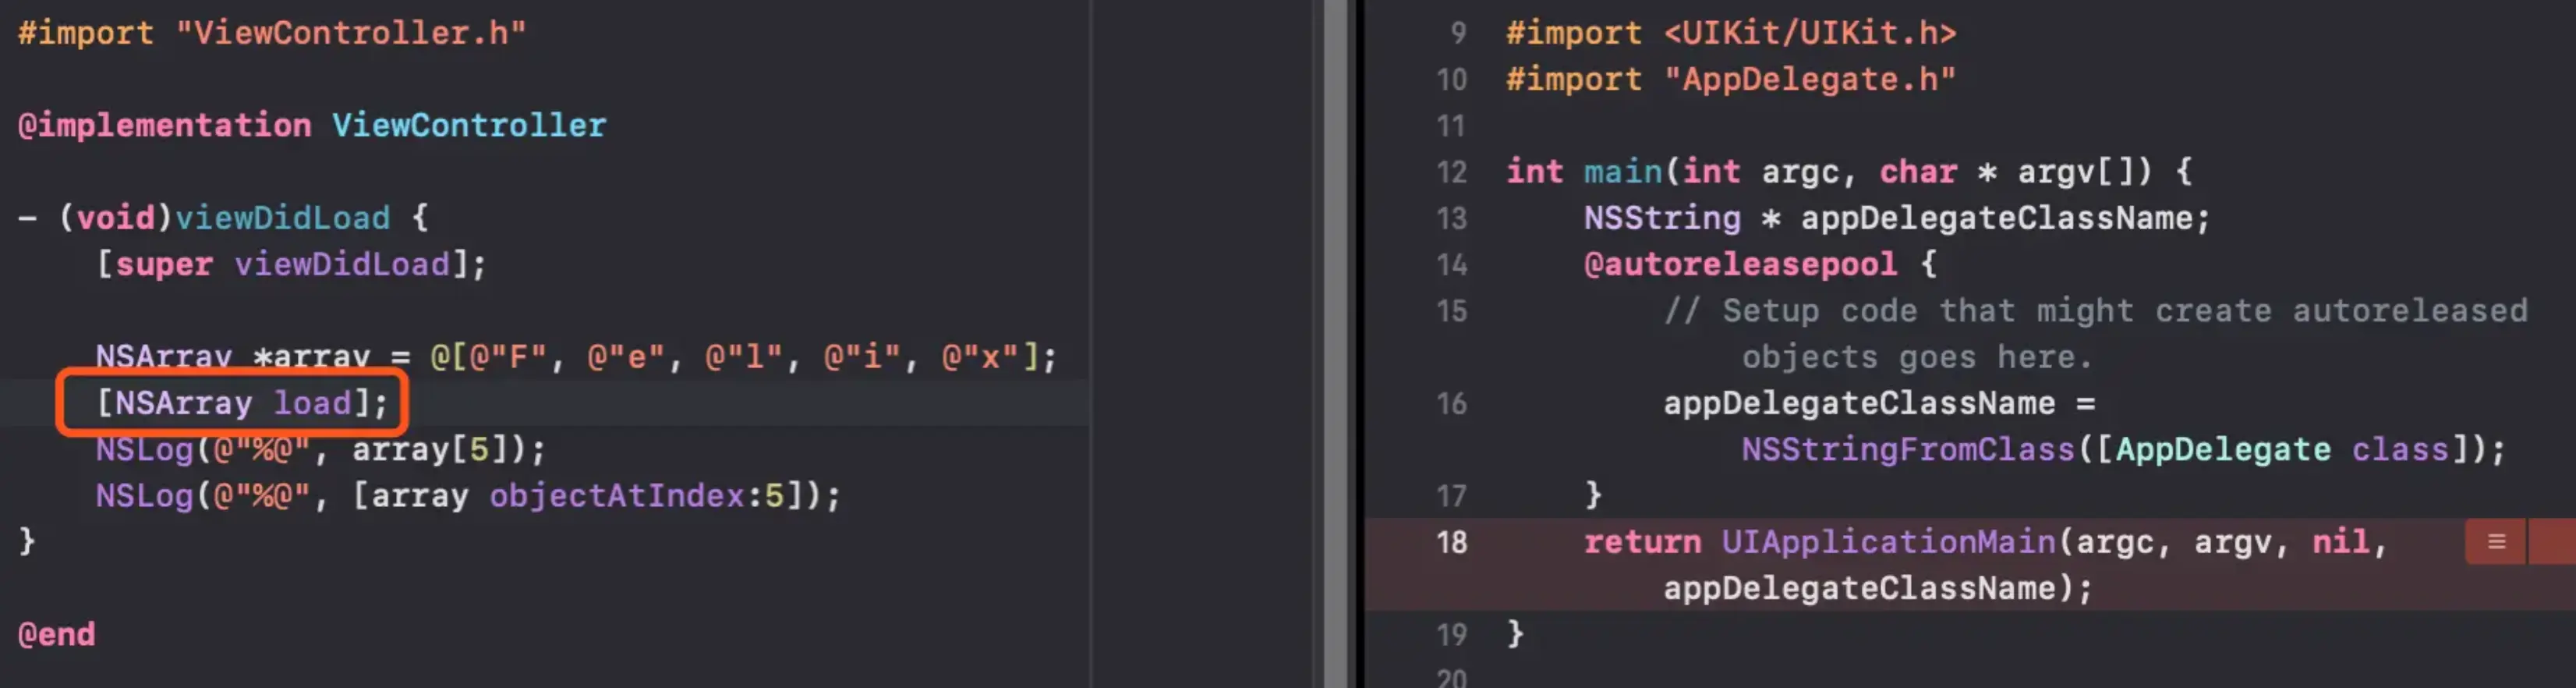 #import "ViewController.h"
@implementation ViewController
- (void)viewDidLoad {
[super viewDidLoad];
NSArray *array = @[@"F", @"e", @"l", @"i", @"x"];
[NSArray load];
NSLog(@"%@", array[5]);
NSLog(@"%@", [array objectAtIndex:5]);
}
@end
9 #import <UIKit/UIKit.h>
10 #import "AppDelegate.h"
11
12 int main(int argc, char * argv[]) {
13 NSString * appDelegateClassName;
14 @autoreleasepool {
15 // Setup code that might create autoreleased
objects goes here.
16 appDelegateClassName =
NSStringFromClass([AppDelegate class]);
17 }
18 return UIApplicationMain(argc, argv, nil,
appDelegateClassName);
19 }
20